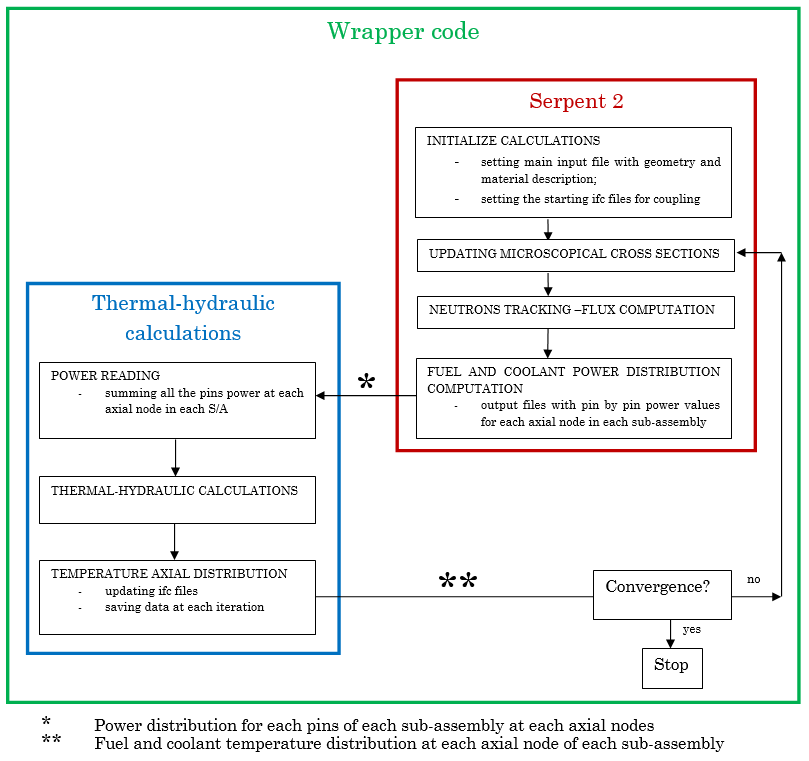 Wrapper code
Serpent 2
INITIALIZE CALCULATIONS
- setting main input file with geometry and
material description;
- setting the starting ifc files for coupling
UPDATING MICROSCOPICAL CROSS SECTIONS
NEUTRONS TRACKING –FLUX COMPUTATION
FUEL AND COOLANT POWER DISTRIBUTION
COMPUTATION
- output files with pin by pin power values
for each axial node in each sub-assembly
*
Thermal-hydraulic
calculations
POWER READING
- summing all the pins power at each
axial node in each S/A
THERMAL-HYDRAULIC CALCULATIONS
TEMPERATURE AXIAL DISTRIBUTION
- updating ifc files
- saving data at each iteration
**
Convergence?
no
yes
Stop
* Power distribution for each pins of each sub-assembly at each axial nodes
** Fuel and coolant temperature distribution at each axial node of each sub-assembly